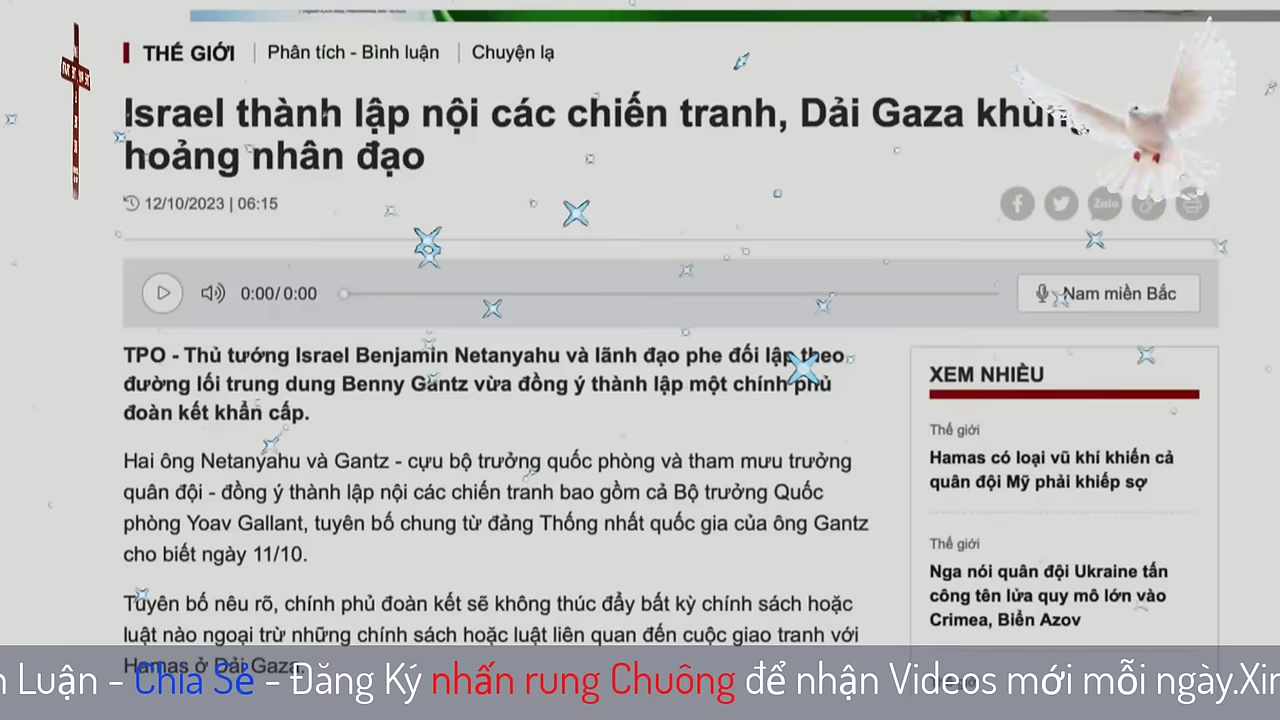 THẾ GIỚI
Phân tích - Bình luận
Chuyện lạ
Israel thành lập nội các chiến tranh, Dải Gaza khủng
hoảng nhân đạo
12/10/2023 | 06:15
Zalo
0:00/0:00
Nam miền Bắc
TPO - Thủ tướng Israel Benjamin Netanyahu và lãnh đạo phe đối lập theo
đường lối trung dung Benny Gantz vừa đồng ý thành lập một chính phủ
đoàn kết khẩn cấp.
Hai ông Netanyahu và Gantz - cựu bộ trưởng quốc phòng và tham mưu trưởng
quân đội - đồng ý thành lập nội các chiến tranh bao gồm cả Bộ trưởng Quốc
phòng Yoav Gallant, tuyên bố chung từ đảng Thống nhất quốc gia của ông Gantz
cho biết ngày 11/10.
Tuyên bố nêu rõ, chính phủ đoàn kết sẽ không thúc đẩy bất kỳ chính sách hoặc
luật nào ngoại trừ những chính sách hoặc luật liên quan đến cuộc giao tranh với
Hamas ở Dải Gaza.
XEM NHIỀU
Thế giới
Hamas có loại vũ khí khiến cả
quân đội Mỹ phải khiếp sợ
Thế giới
Nga nói quân đội Ukraine tấn
công tên lửa quy mô lớn vào
Crimea, Biển Azov
n Luận - Chia Sẻ - Đăng Ký nhấn rung Chuông để nhận Videos mới mỗi ngày.Xin